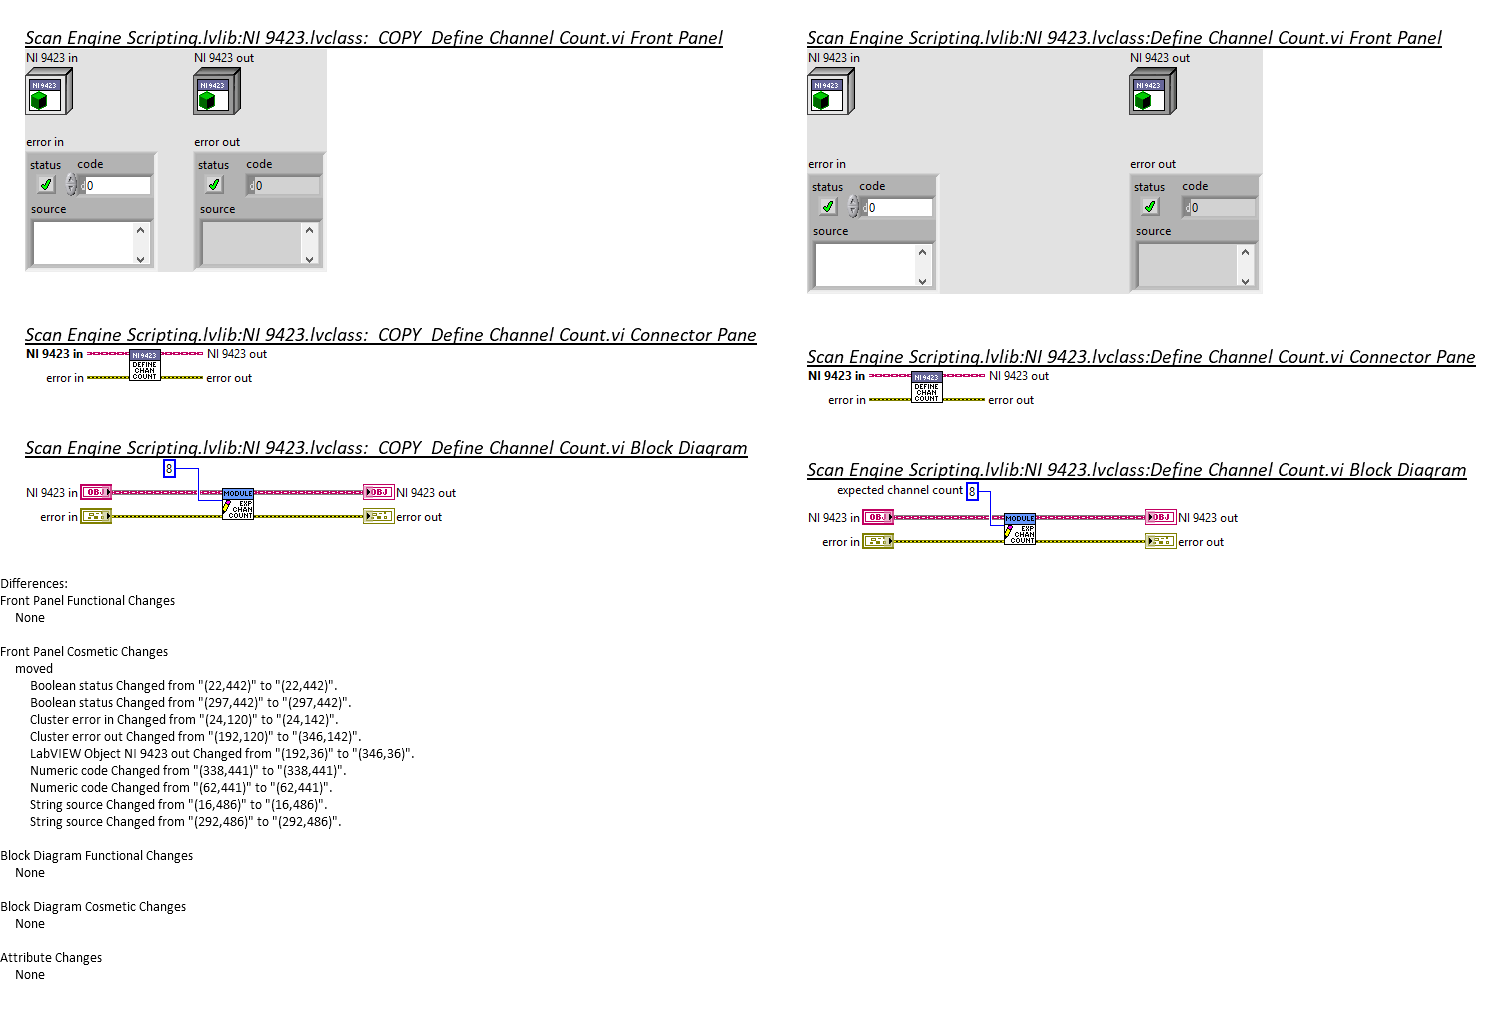 Scan Engine Scripting.lvlib:NI 9423.lvclass:  COPY  Define Channel Count.vi Front Panel
NI 9423 in
NI 9423 out
NI 9423
NI 9423
error in
error out
status
code
status
code
0
0
source
source
Scan Engine Scripting.lvlib:NI 9423.lvclass:  COPY  Define Channel Count.vi Connector Pane
NI 9423 in
NI 9423
NI 9423 out
DEFINE
CHAN
COUNT
error in
error out
Scan Engine Scripting.lvlib:NI 9423.lvclass:  COPY  Define Channel Count.vi Block Diagram
8
NI 9423 in
OBJ
MODULE
OBJ
NI 9423 out
EXP
CHAN
COUNT
error in
error out
Scan Engine Scripting.lvlib:NI 9423.lvclass:Define Channel Count.vi Front Panel
NI 9423 in
NI 9423 out
NI 9423
NI 9423
error in
error out
status
code
status
code
d
0
d
0
source
source
Scan Engine Scripting.lvlib:NI 9423.lvclass:Define Channel Count.vi Connector Pane
NI 9423 in
NI 9423
NI 9423 out
DEFINE
CHAN
COUNT
error in
error out
Scan Engine Scripting.lvlib:NI 9423.lvclass:Define Channel Count.vi Block Diagram
expected channel count
8
NI 9423 in
OBJ
MODULE
OBJ
NI 9423 out
EXP
CHAN
COUNT
error in
error out
Differences:
Front Panel Functional Changes
None
Front Panel Cosmetic Changes
moved
Boolean status Changed from "(22,442)" to "(22,442)".
Boolean status Changed from "(297,442)" to "(297,442)".
Cluster error in Changed from "(24,120)" to "(24,142)".
Cluster error out Changed from "(192,120)" to "(346,142)".
LabVIEW Object NI 9423 out Changed from "(192,36)" to "(346,36)".
Numeric code Changed from "(338,441)" to "(338,441)".
Numeric code Changed from "(62,441)" to "(62,441)".
String source Changed from "(16,486)" to "(16,486)".
String source Changed from "(292,486)" to "(292,486)".
Block Diagram Functional Changes
None
Block Diagram Cosmetic Changes
None
Attribute Changes
None